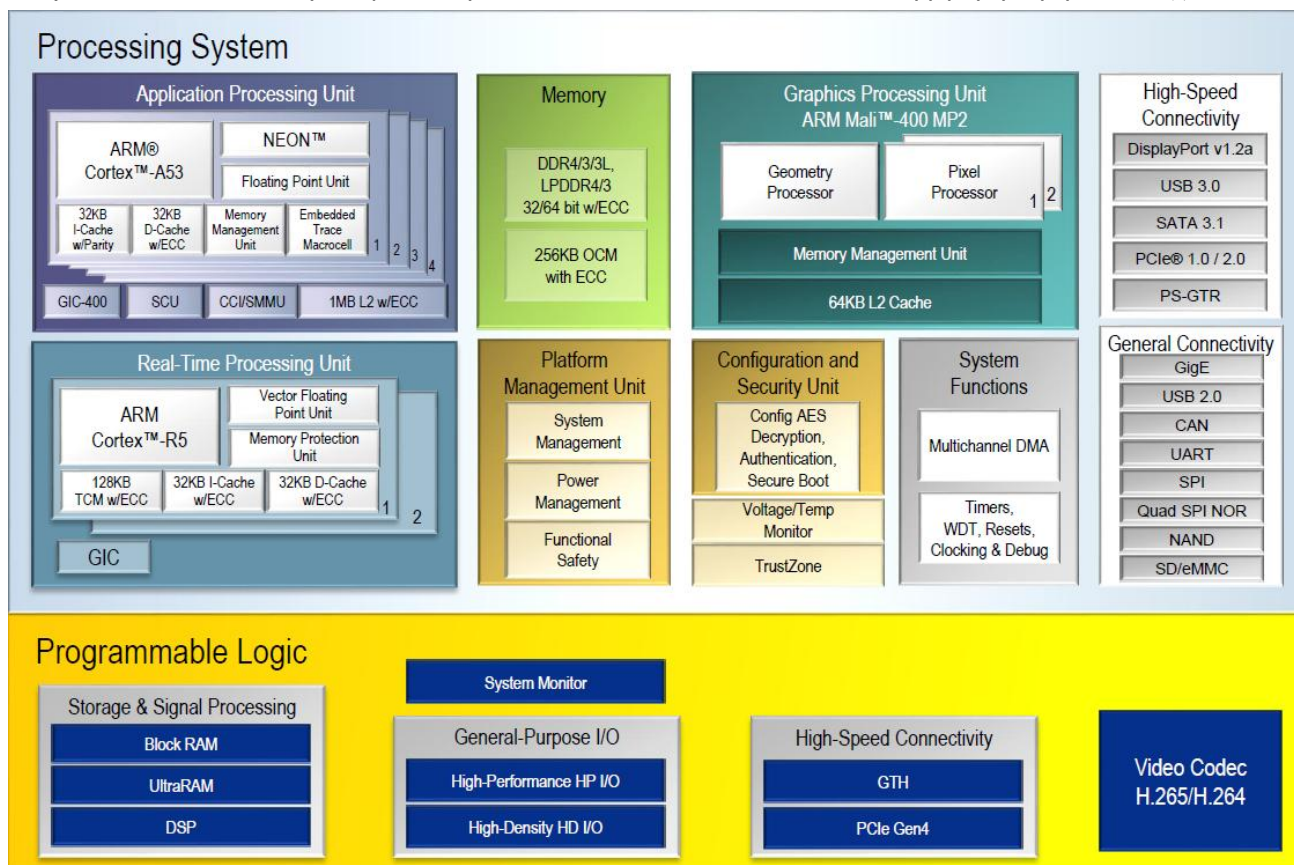 Processing System
Application Processing Unit
ARM®
Cortex™-A53
NEON™
Floating Point Unit
32KB
I-Cache
w/Parity
32KB
D-Cache
w/ECC
Memory
Management
Unit
Embedded
Trace
Macrocell
1
2
3
4
GIC-400
SCU
CCI/SMMU
1MB L2 w/ECC
Memory
DDR4/3/3L,
LPDDR4/3
32/64 bit w/ECC
256KB OCM
with ECC
Graphics Processing Unit
ARM Mali™-400 MP2
Geometry
Processor
Pixel
Processor
1
2
Memory Management Unit
64KB L2 Cache
High-Speed
Connectivity
DisplayPort v1.2a
USB 3.0
SATA 3.1
PCIe® 1.0 / 2.0
PS-GTR
Real-Time Processing Unit
ARM
Cortex™-R5
Vector Floating
Point Unit
Memory Protection
Unit
128KB
TCM w/ECC
32KB I-Cache
w/ECC
32KB D-Cache
w/ECC
1
2
GIC
Platform
Management Unit
System
Management
Power
Management
Functional
Safety
Configuration and
Security Unit
Config AES
Decryption,
Authentication,
Secure Boot
Voltage/Temp
Monitor
TrustZone
System
Functions
Multichannel DMA
Timers,
WDT, Resets,
Clocking & Debug
General Connectivity
GigE
USB 2.0
CAN
UART
SPI
Quad SPI NOR
NAND
SD/eMMC
Programmable Logic
Storage & Signal Processing
Block RAM
UltraRAM
DSP
System Monitor
General-Purpose I/O
High-Performance HP I/O
High-Density HD I/O
High-Speed Connectivity
GTH
PCIe Gen4
Video Codec
H.265/H.264